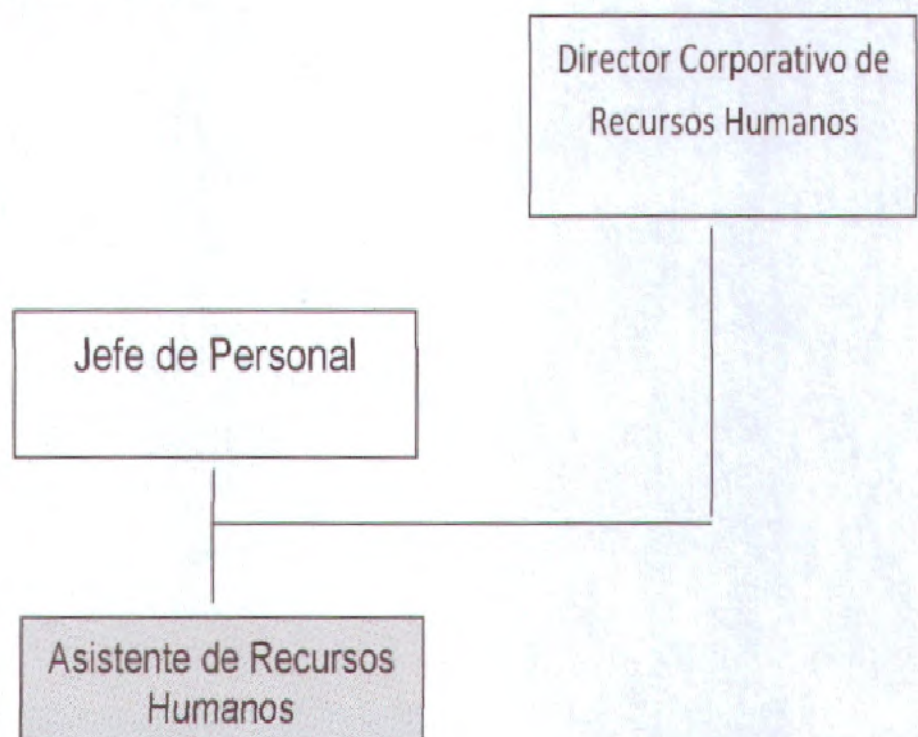 Director Corporativo de
Recursos Humanos
Jefe de Personal
Asistente de Recursos
Humanos